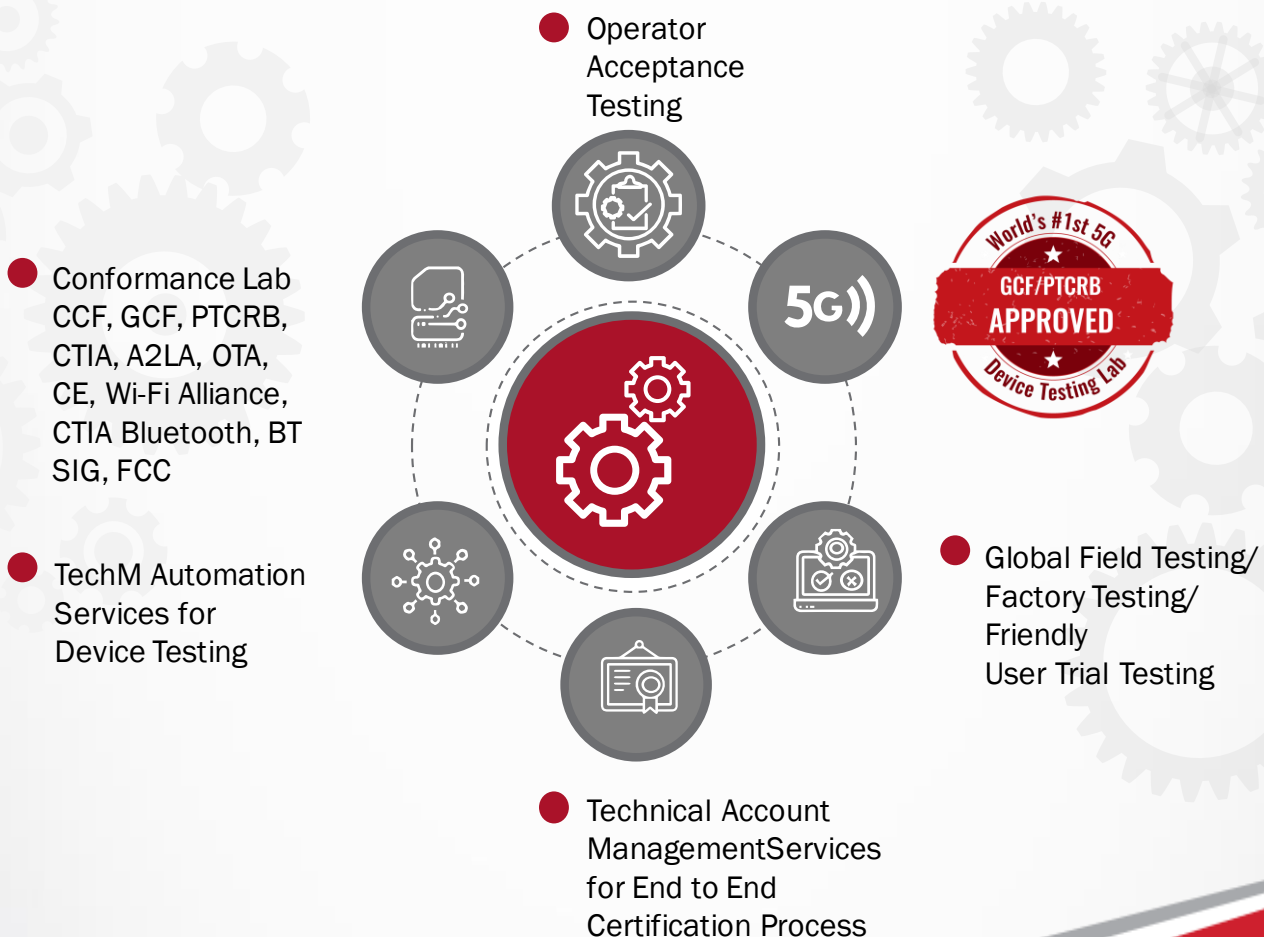 Operator
Acceptance
Testing
World's #1st 5G
GCF/PTCRB
APPROVED
Device Testing Lab
5G
Conformance Lab
CCF, GCF, PTCRB,
CTIA, A2LA, OTA,
CE, Wi-Fi Alliance,
CTIA Bluetooth, BT
SIG, FCC
TechM Automation
Services for
Device Testing
Global Field Testing/
Factory Testing/
Friendly
User Trial Testing
Technical Account
ManagementServices
for End to End
Certification Process